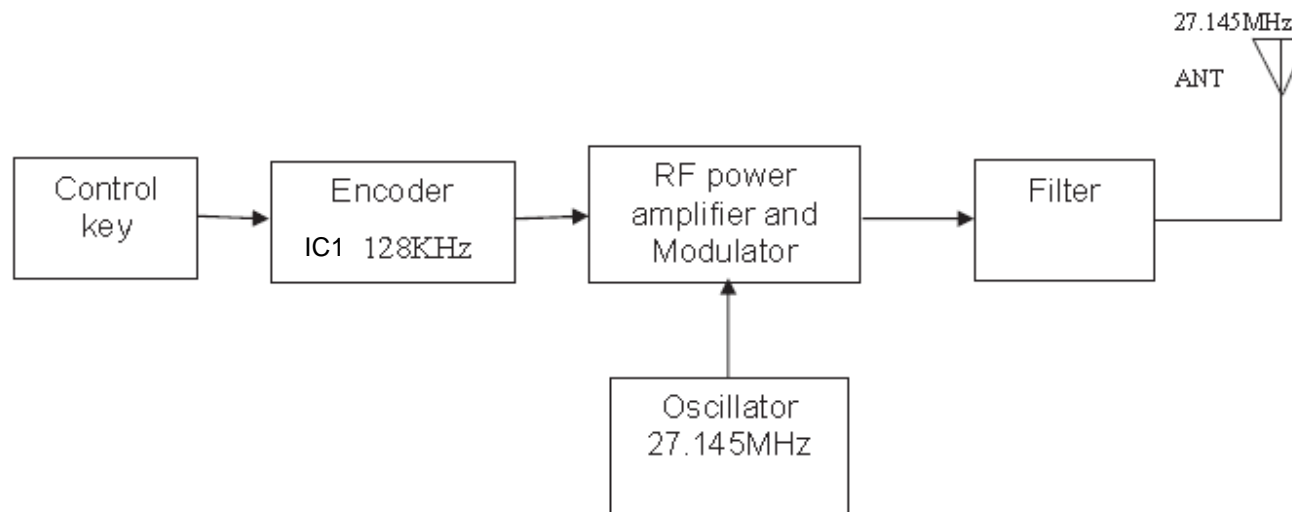 27.145MHz
ANT
Control
key
Encoder
IC1 128KHz
RF power
amplifier and
Modulator
Filter
Oscillator
27.145MHz